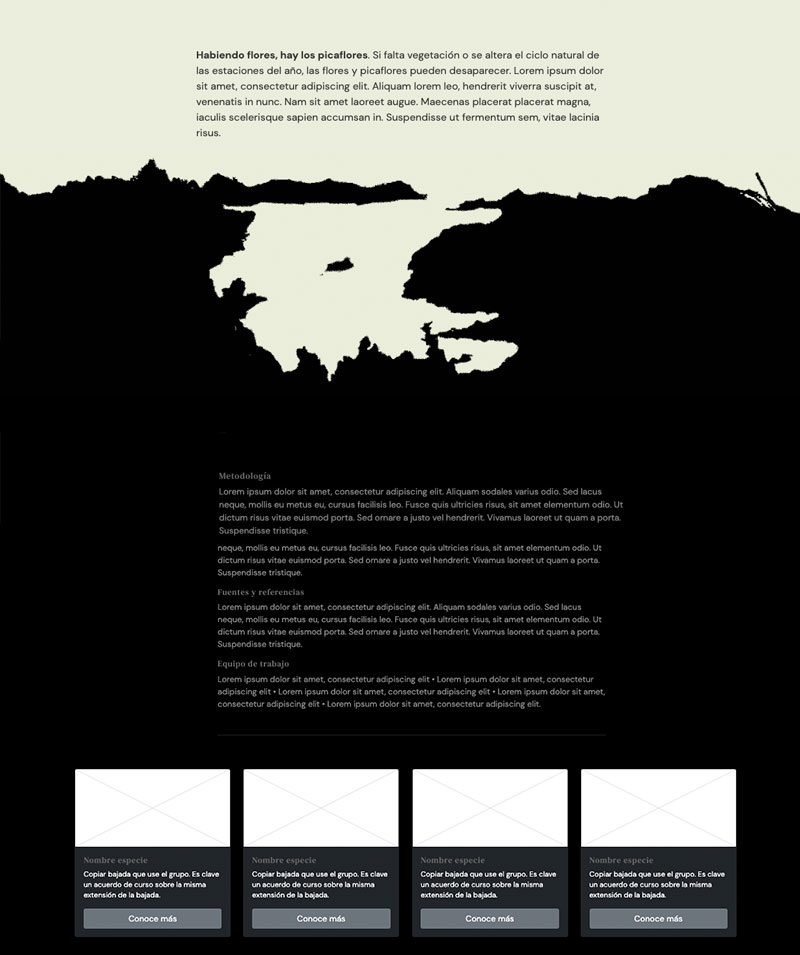 Habiendo flores, hay los picaflores. Si falta vegetación o se altera el ciclo natural de
las estaciones del año, las flores y picaflores pueden desaparecer. Lorem ipsum dolor
sit amet, consectetur adipiscing elit. Aliquam lorem leo, hendrerit viverra suscipit at,
venenatis in nunc. Nam sit amet laoreet augue. Maecenas placerat placerat magna,
iaculis scelerisque sapien accumsan in. Suspendisse ut fermentum sem, vitae lacinia
risus.
Metodología
Lorem ipsum dolor sit amet, consectetur adipiscing elit. Aliquam sodales varius odio. Sed lacus
neque, mollis eu metus eu, cursus facilisis leo. Fusce quis ultricies risus, sit amet elementum odio. Ut
dictum risus vitae euismod porta. Sed ornare a justo vel hendrerit. Vivamus laoreet ut quam a porta.
Suspendisse tristique.
neque, mollis eu metus eu, cursus facilisis leo. Fusce quis ultricies risus, sit amet elementum odio. Ut
dictum risus vitae euismod porta. Sed ornare a justo vel hendrerit. Vivamus laoreet ut quam a porta.
Suspendisse tristique.
Fuentes y referencias
Lorem ipsum dolor sit amet, consectetur adipiscing elit. Aliquam sodales varius odio. Sed lacus
neque, mollis eu metus eu, cursus facilisis leo. Fusce quis ultricies risus, sit amet elementum odio. Ut
dictum risus vitae euismod porta. Sed ornare a justo vel hendrerit. Vivamus laoreet ut quam a porta.
Suspendisse tristique.
Equipo de trabajo
Lorem ipsum dolor sit amet, consectetur adipiscing elit • Lorem ipsum dolor sit amet, consectetur
adipiscing elit • Lorem ipsum dolor sit amet, consectetur adipiscing elit • Lorem ipsum dolor sit amet,
consectetur adipiscing elit • Lorem ipsum dolor sit amet, consectetur adipiscing elit.
Nombre especie
Copiar bajada que use el grupo. Es clave
un acuerdo de curso sobre la misma
extensión de la bajada.
Conoce más
Nombre especie
Copiar bajada que use el grupo. Es clave
un acuerdo de curso sobre la misma
extensión de la bajada.
Conoce más
Nombre especie
Copiar bajada que use el grupo. Es clave
un acuerdo de curso sobre la misma
extensión de la bajada.
Conoce más
Nombre especie
Copiar bajada que use el grupo. Es clave
un acuerdo de curso sobre la misma
extensión de la bajada.
Conoce más